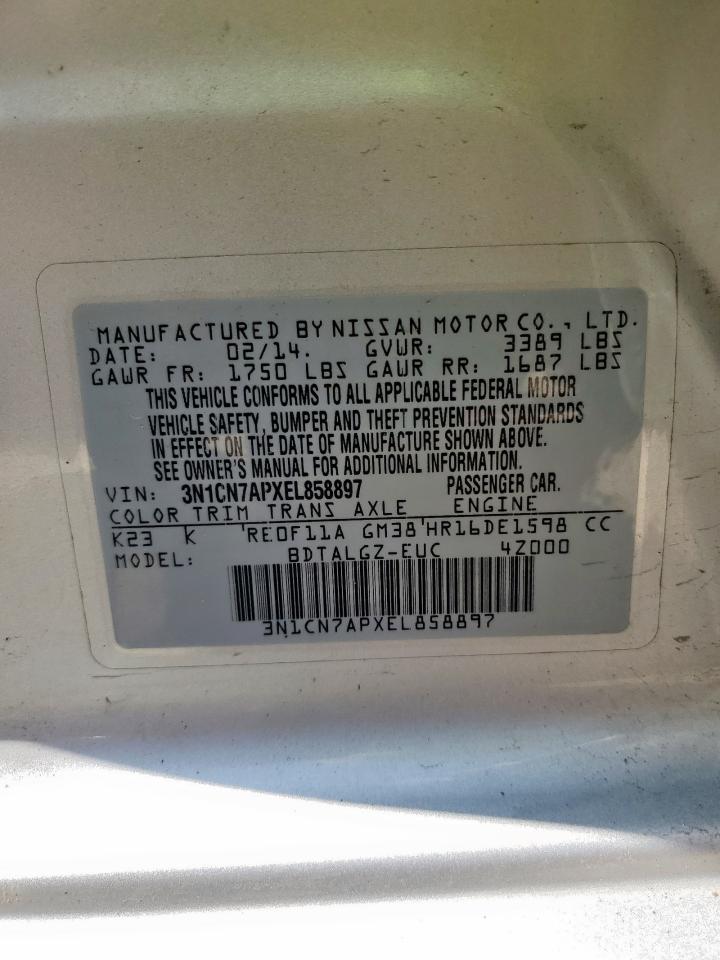 MANUFACTURED BY NISSAN MOTOR CO., LTD.
DATE: 02/14. GVWR: 3389 LBS
GAWR FR: 1750 LBS GAWR RR: 1687 LBS
THIS VEHICLE CONFORMS TO ALL APPLICABLE FEDERAL MOTOR
VEHICLE SAFETY, BUMPER AND THEFT PREVENTION STANDARDS
IN EFFECT ON THE DATE OF MANUFACTURE SHOWN ABOVE.
SEE OWNER'S MANUAL FOR ADDITIONAL INFORMATION.
VIN: 3N1CN7APXEL858897 PASSENGER CAR.
COLOR TRIM TRANS AXLE ENGINE
K23 K 'RE0F11A GM38'HR16DE1598 CC
MODEL: BDTALGZ-EUC 4Z000
3N1CN7APXEL858897